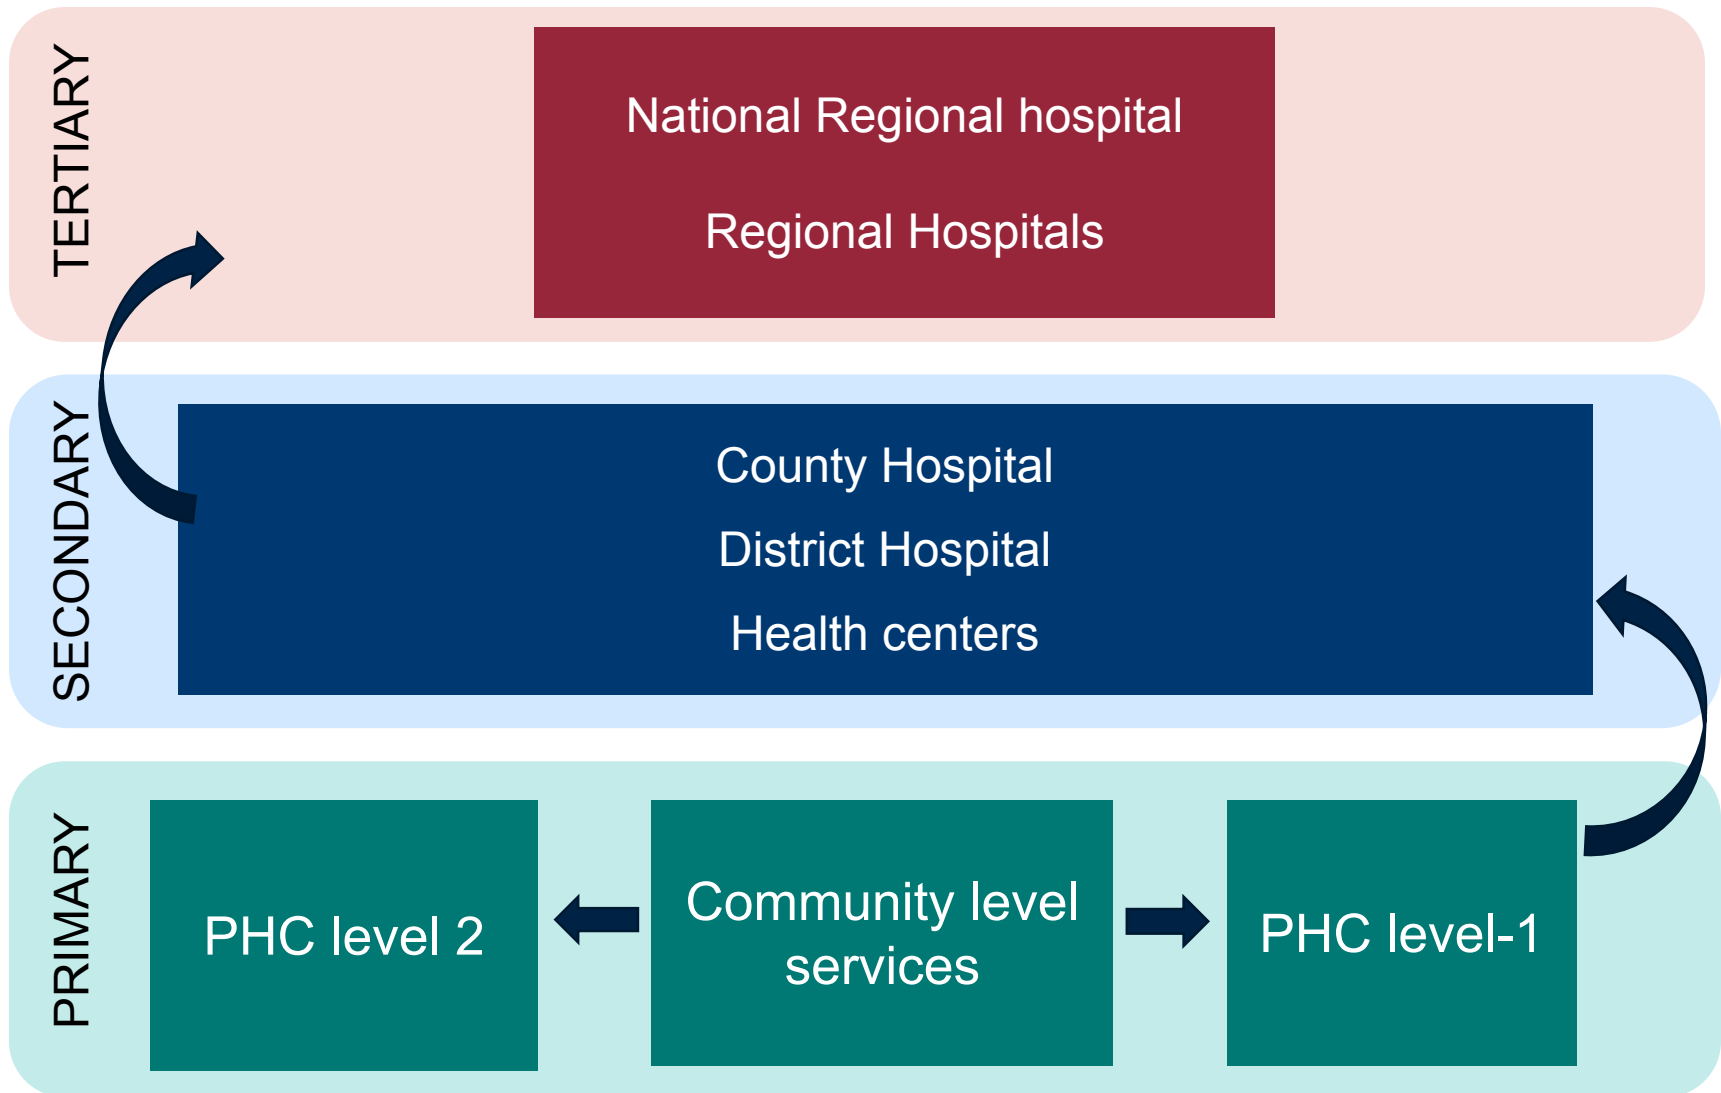 TERTIARY
National Regional hospital
Regional Hospitals
SECONDARY
County Hospital
District Hospital
Health centers
PRIMARY
PHC level 2
Community level
services
PHC level-1